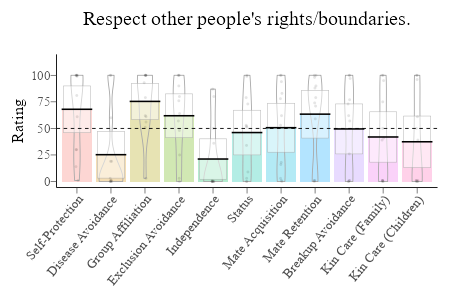 Respect other people's rights/boundaries.
Rating
100
75
50
25
0
Self-Protection
Disease Avoidance
Group Affiliation
Exclusion Avoidance
Independence
Status
Mate Acquisition
Mate Retention
Breakup Avoidance
Kin Care (Family)
Kin Care (Children)